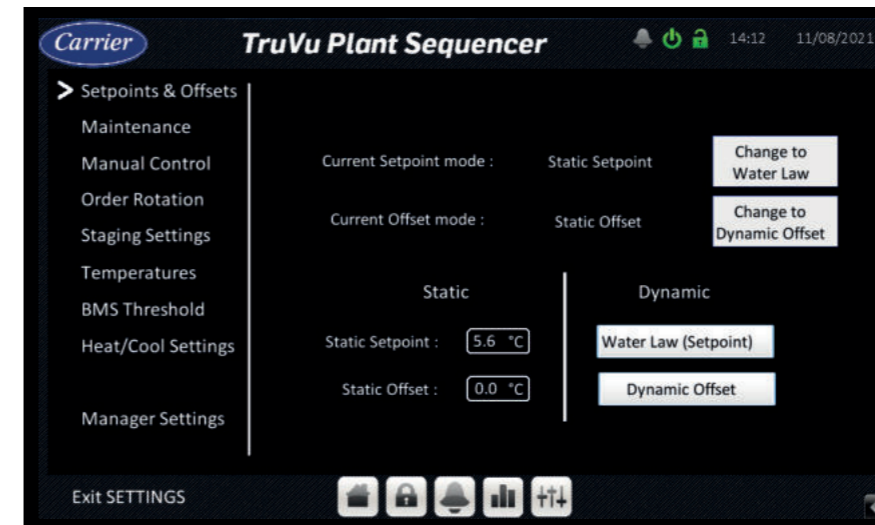 Carrier
TruVu Plant Sequencer
14:12
11/08/2021
Setpoints & Offsets
Maintenance
Manual Control
Order Rotation
Staging Settings
Temperatures
BMS Threshold
Heat/Cool Settings
Manager Settings
Current Setpoint mode :
Static Setpoint
Change to
Water Law
Current Offset mode :
Static Offset
Change to
Dynamic Offset
Static
Static Setpoint :
5.6 °C
Static Offset :
0.0 °C
Dynamic
Water Law (Setpoint)
Dynamic Offset
Exit SETTINGS